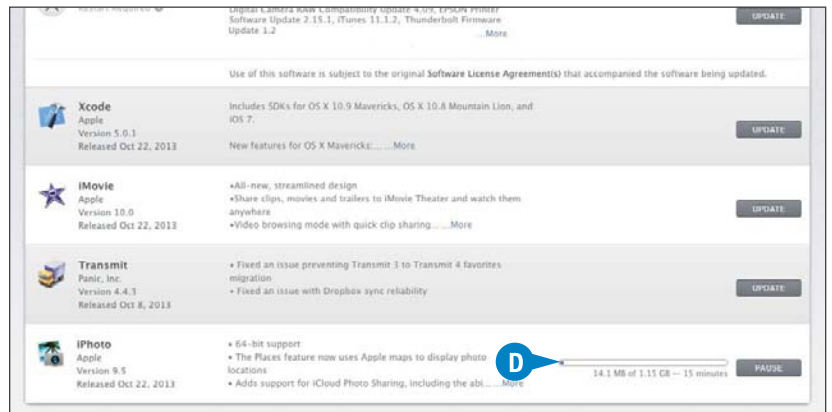 Restart Required
Digital Camera RAW Compatibility Update 4.09, EPSON Printer
Software Update 2.15.1, iTunes 11.1.2, Thunderbolt Firmware
Update 1.2
...More
UPDATE
Use of this software is subject to the original Software License Agreement(s) that accompanied the software being updated.
Xcode
Apple
Version 5.0.1
Released Oct 22, 2013
Includes SDKs for OS X 10.9 Mavericks, OS X 10.8 Mountain Lion, and
iOS 7.
New features for OS X Mavericks:... ...More
UPDATE
iMovie
Apple
Version 10.0
Released Oct 22, 2013
•All-new, streamlined design
•Share clips, movies and trailers to iMovie Theater and watch them
anywhere
•Video browsing mode with quick clip sharing... ...More
UPDATE
Transmit
Panic, Inc.
Version 4.4.3
Released Oct 8, 2013
• Fixed an issue preventing Transmit 3 to Transmit 4 favorites
migration
• Fixed an issue with Dropbox sync reliability
UPDATE
iPhoto
Apple
Version 9.5
Released Oct 22, 2013
• 64-bit support
• The Places feature now uses Apple maps to display photo
locations
• Adds support for iCloud Photo Sharing, including the abi... ...More
D
14.1 MB of 1.15 GB — 15 minutes
PAUSE